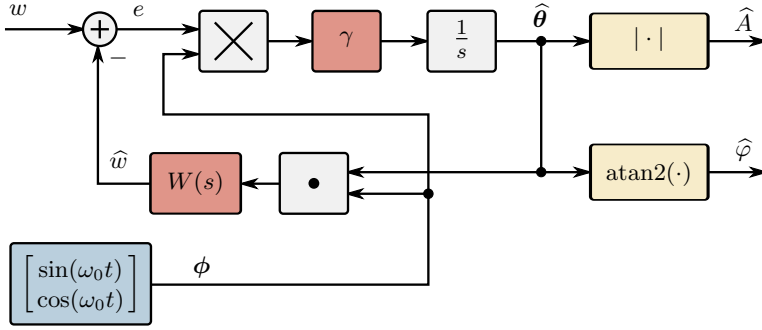 w
e
γ
1/s
θ̂
| · |
Â
+
−
ŵ
W(s)
•
atan2(·)
φ̂
[sin(ω₀t)
cos(ω₀t)]
ϕ